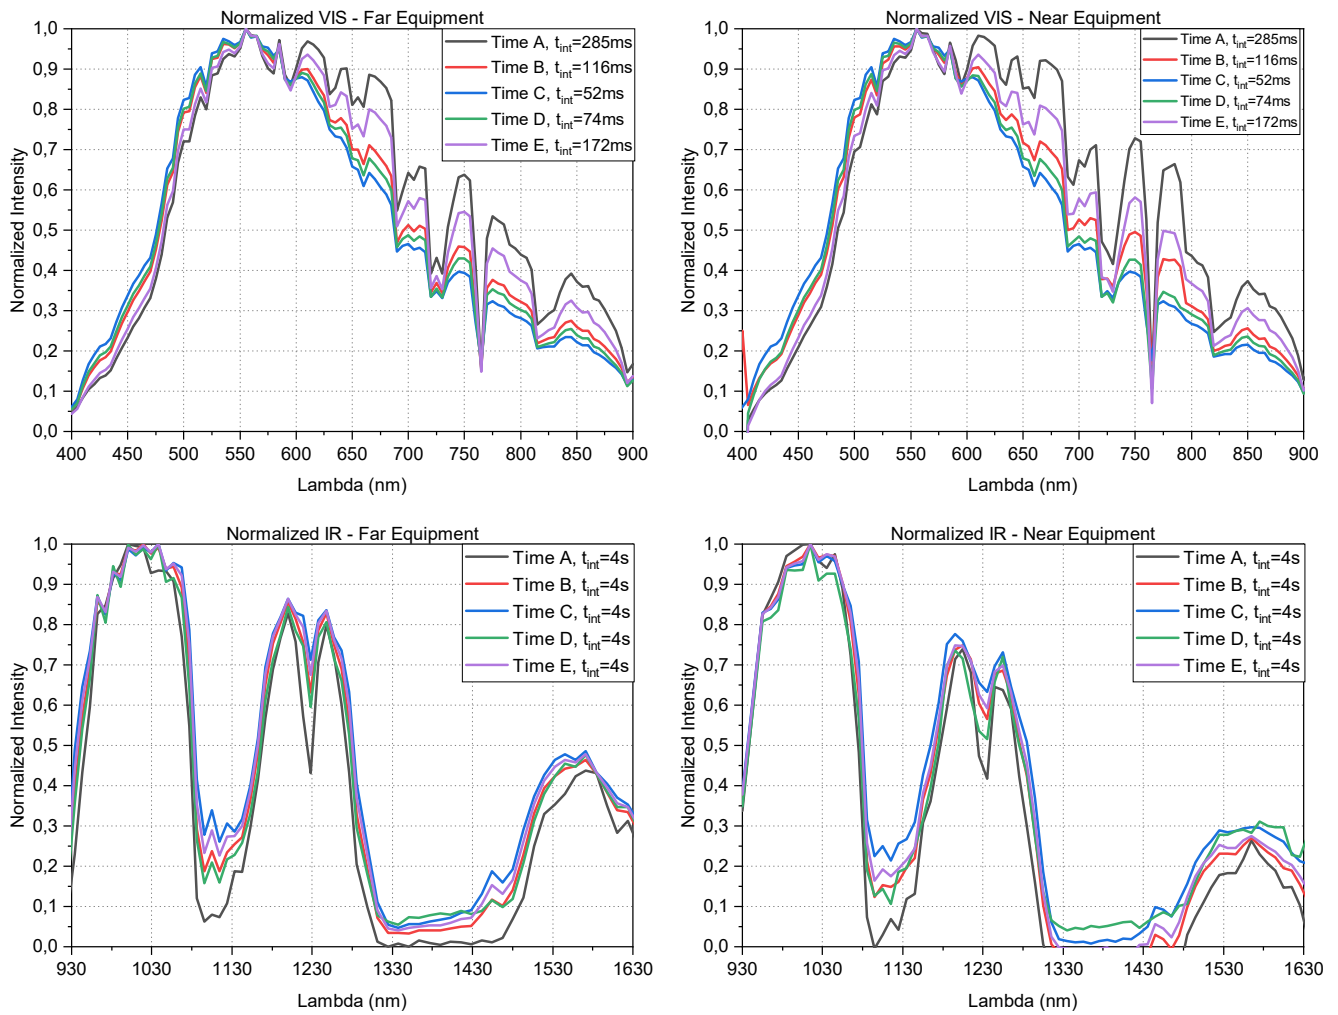 Normalized VIS - Far Equipment
1,0
0,9
0,8
0,7
0,6
0,5
0,4
0,3
0,2
0,1
0,0
Normalized Intensity
Time A, tint=285ms
Time B, tint=116ms
Time C, tint=52ms
Time D, tint=74ms
Time E, tint=172ms
400 450 500 550 600 650 700 750 800 850 900
Lambda (nm)
Normalized VIS - Near Equipment
1,0
0,9
0,8
0,7
0,6
0,5
0,4
0,3
0,2
0,1
0,0
Normalized Intensity
Time A, tint=285ms
Time B, tint=116ms
Time C, tint=52ms
Time D, tint=74ms
Time E, tint=172ms
400 450 500 550 600 650 700 750 800 850 900
Lambda (nm)
Normalized IR - Far Equipment
1,0
0,9
0,8
0,7
0,6
0,5
0,4
0,3
0,2
0,1
0,0
Normalized Intensity
Time A, tint=4s
Time B, tint=4s
Time C, tint=4s
Time D, tint=4s
Time E, tint=4s
930 1030 1130 1230 1330 1430 1530 1630
Lambda (nm)
Normalized IR - Near Equipment
1,0
0,9
0,8
0,7
0,6
0,5
0,4
0,3
0,2
0,1
0,0
Normalized Intensity
Time A, tint=4s
Time B, tint=4s
Time C, tint=4s
Time D, tint=4s
Time E, tint=4s
930 1030 1130 1230 1330 1430 1530 1630
Lambda (nm)